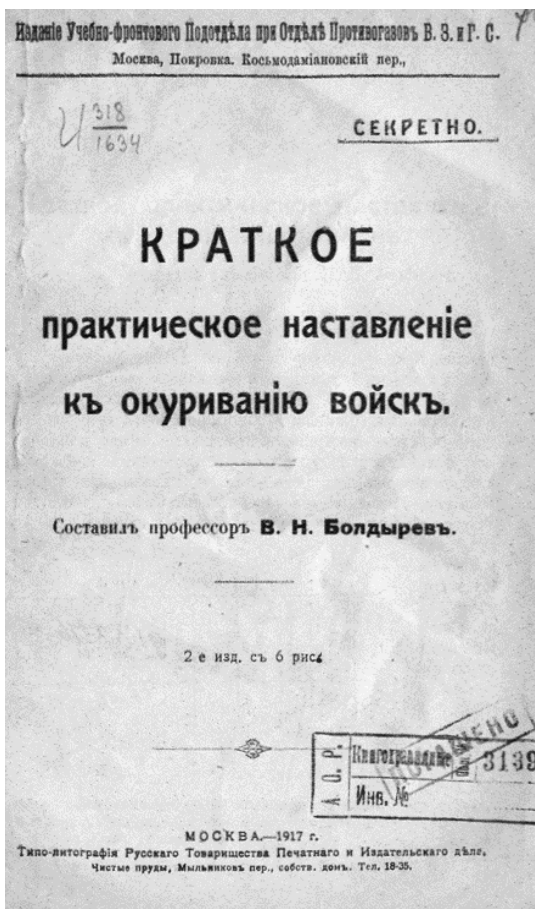 Изданіе Учебно-фронтового Подотдѣла при Отдѣлѣ Противогазовъ В. З. и Г. С.
Москва, Покровка. Косьмодаміановскій пер.,
318
1634
СЕКРЕТНО.
КРАТКОЕ
практическое наставленіе
къ окуриванію войскъ.
Составилъ профессоръ В. Н. Болдыревъ.
2 е изд. съ 6 рис.
А. О. Р.
Книгохранилище
3139
Инв. №
ПОГАШЕНО
МОСКВА.—1917 г.
Типо-литографія Русскаго Товарищества Печатнаго и Издательскаго дѣла.
Чистые пруды, Мыльниковъ пер., собств. домъ. Тел. 18-35.